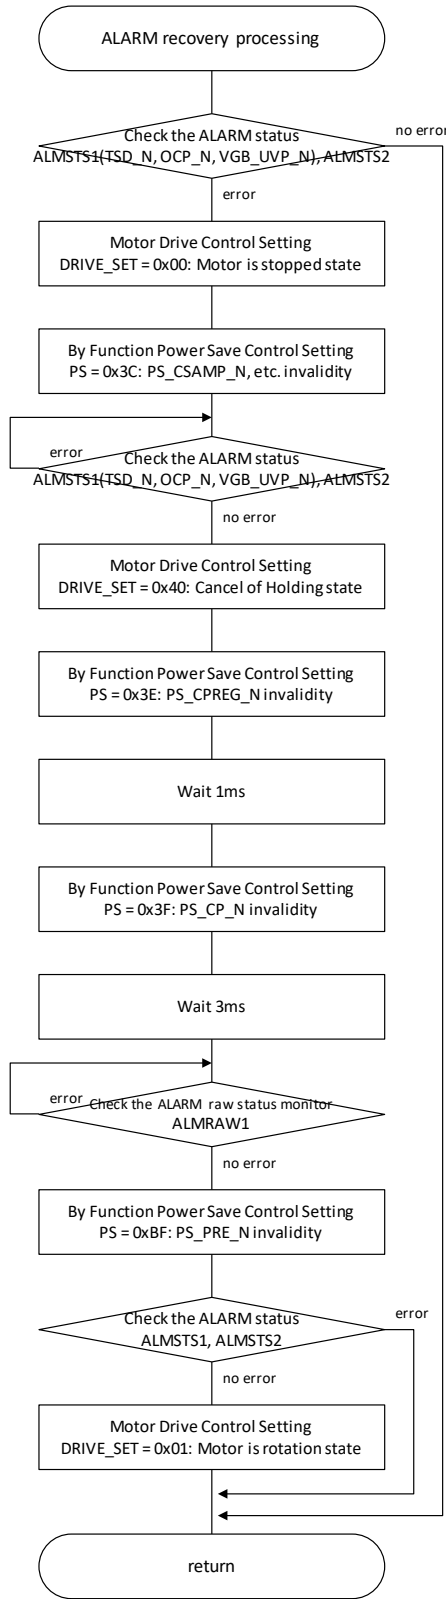 ALARM recovery processing
Check the ALARM status
ALMSTS1(TSD_N, OCP_N, VGB_UVP_N), ALMSTS2
no error
error
Motor Drive Control Setting
DRIVE_SET = 0x00: Motor is stopped state
By Function Power Save Control Setting
PS = 0x3C: PS_CSAMP_N, etc. invalidity
error
Check the ALARM status
ALMSTS1(TSD_N, OCP_N, VGB_UVP_N), ALMSTS2
no error
Motor Drive Control Setting
DRIVE_SET = 0x40: Cancel of Holding state
By Function Power Save Control Setting
PS = 0x3E: PS_CPREG_N invalidity
Wait 1ms
By Function Power Save Control Setting
PS = 0x3F: PS_CP_N invalidity
Wait 3ms
error
Check the ALARM raw status monitor
ALMRAW1
no error
By Function Power Save Control Setting
PS = 0xBF: PS_PRE_N invalidity
Check the ALARM status
ALMSTS1, ALMSTS2
error
no error
Motor Drive Control Setting
DRIVE_SET = 0x01: Motor is rotation state
return